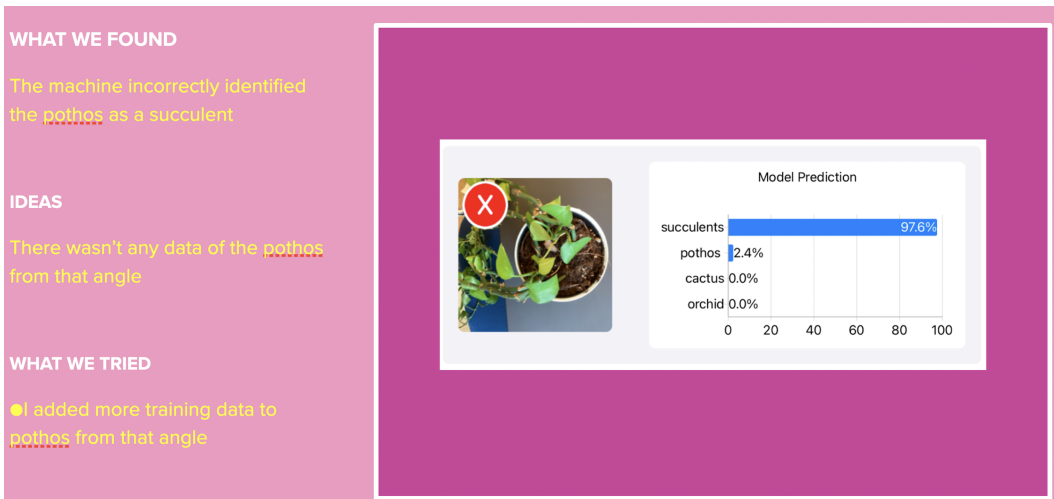 WHAT WE FOUND
The machine incorrectly identified
the pothos as a succulent
IDEAS
There wasn't any data of the pothos
from that angle
WHAT WE TRIED
●I added more training data to
pothos from that angle
X
Model Prediction
succulents 97.6%
pothos 2.4%
cactus 0.0%
orchid 0.0%
0 20 40 60 80 100